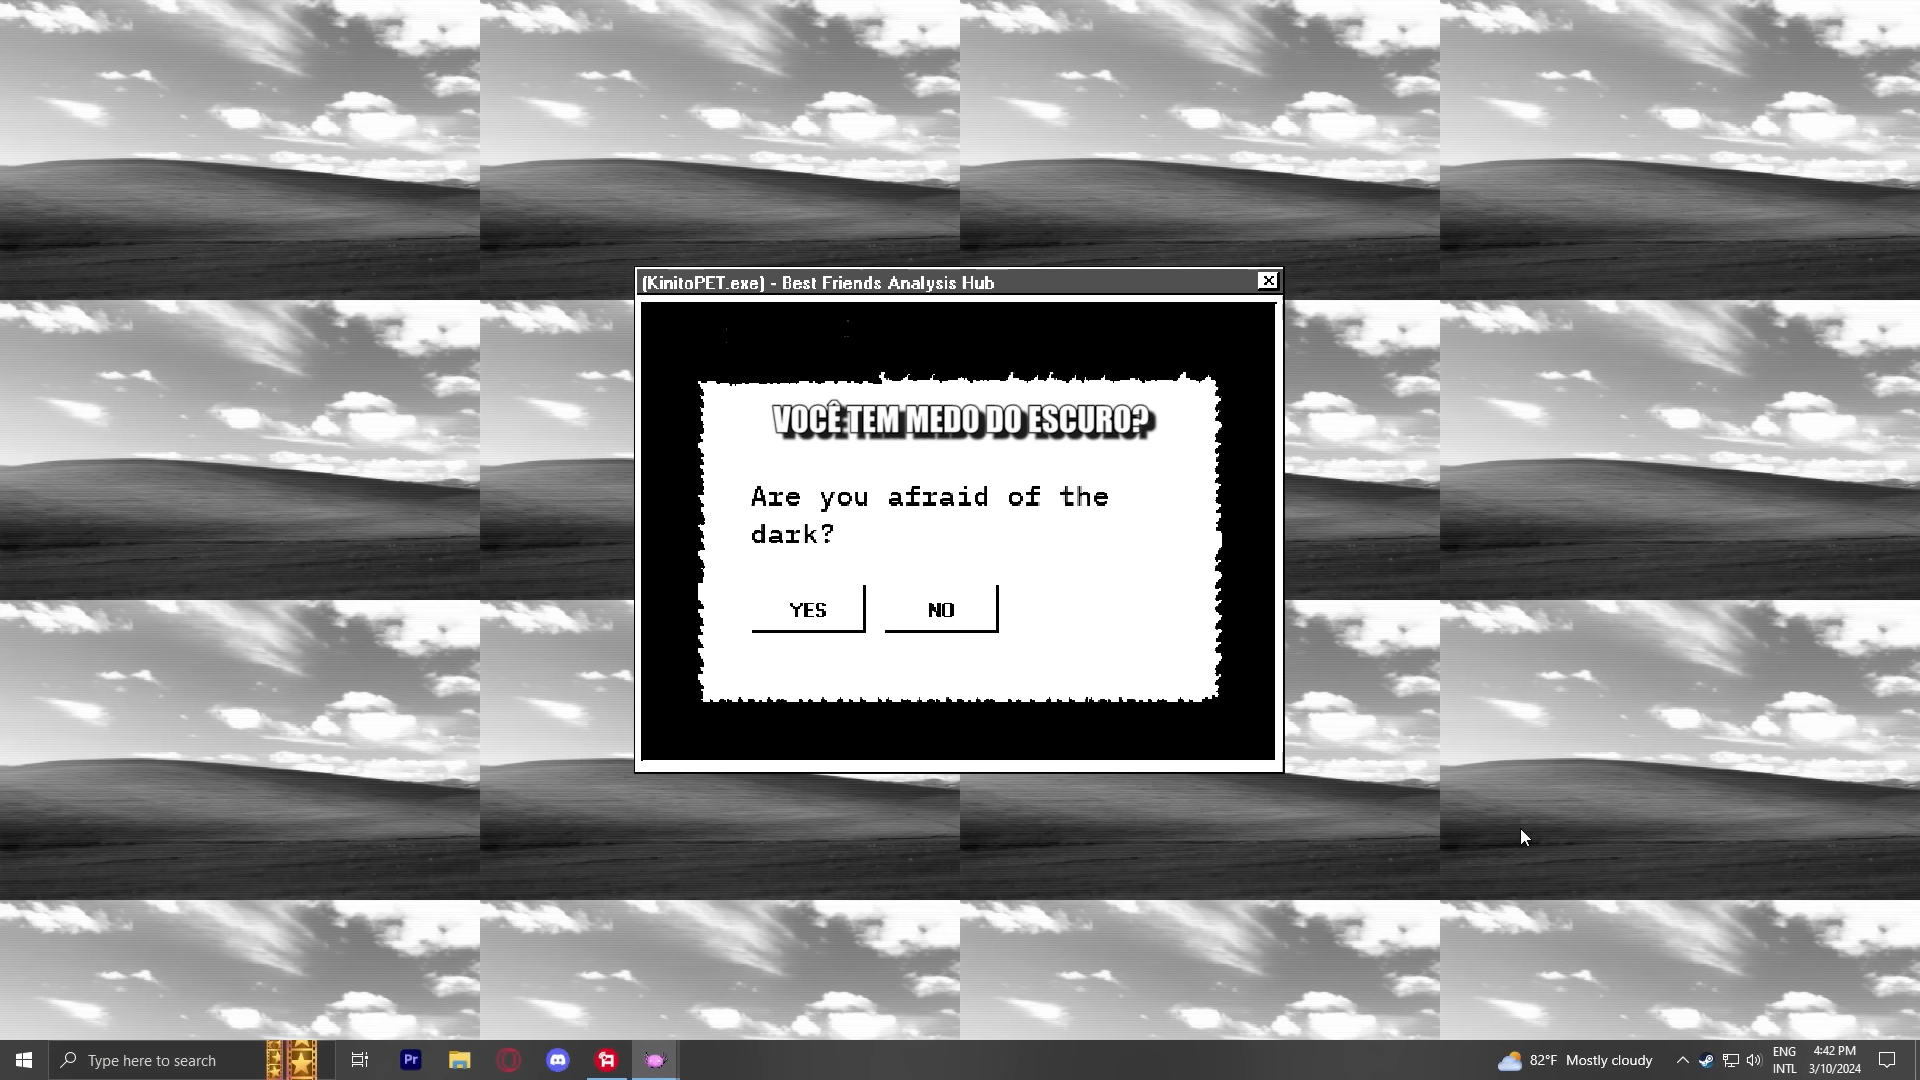 (KinitoPET.exe) - Best Friends Analysis Hub
VOCÊ TEM MEDO DO ESCURO?
Are you afraid of the
dark?
YES NO
Type here to search
Pr
82°F Mostly cloudy
ENG
INTL
4:42 PM
3/10/2024